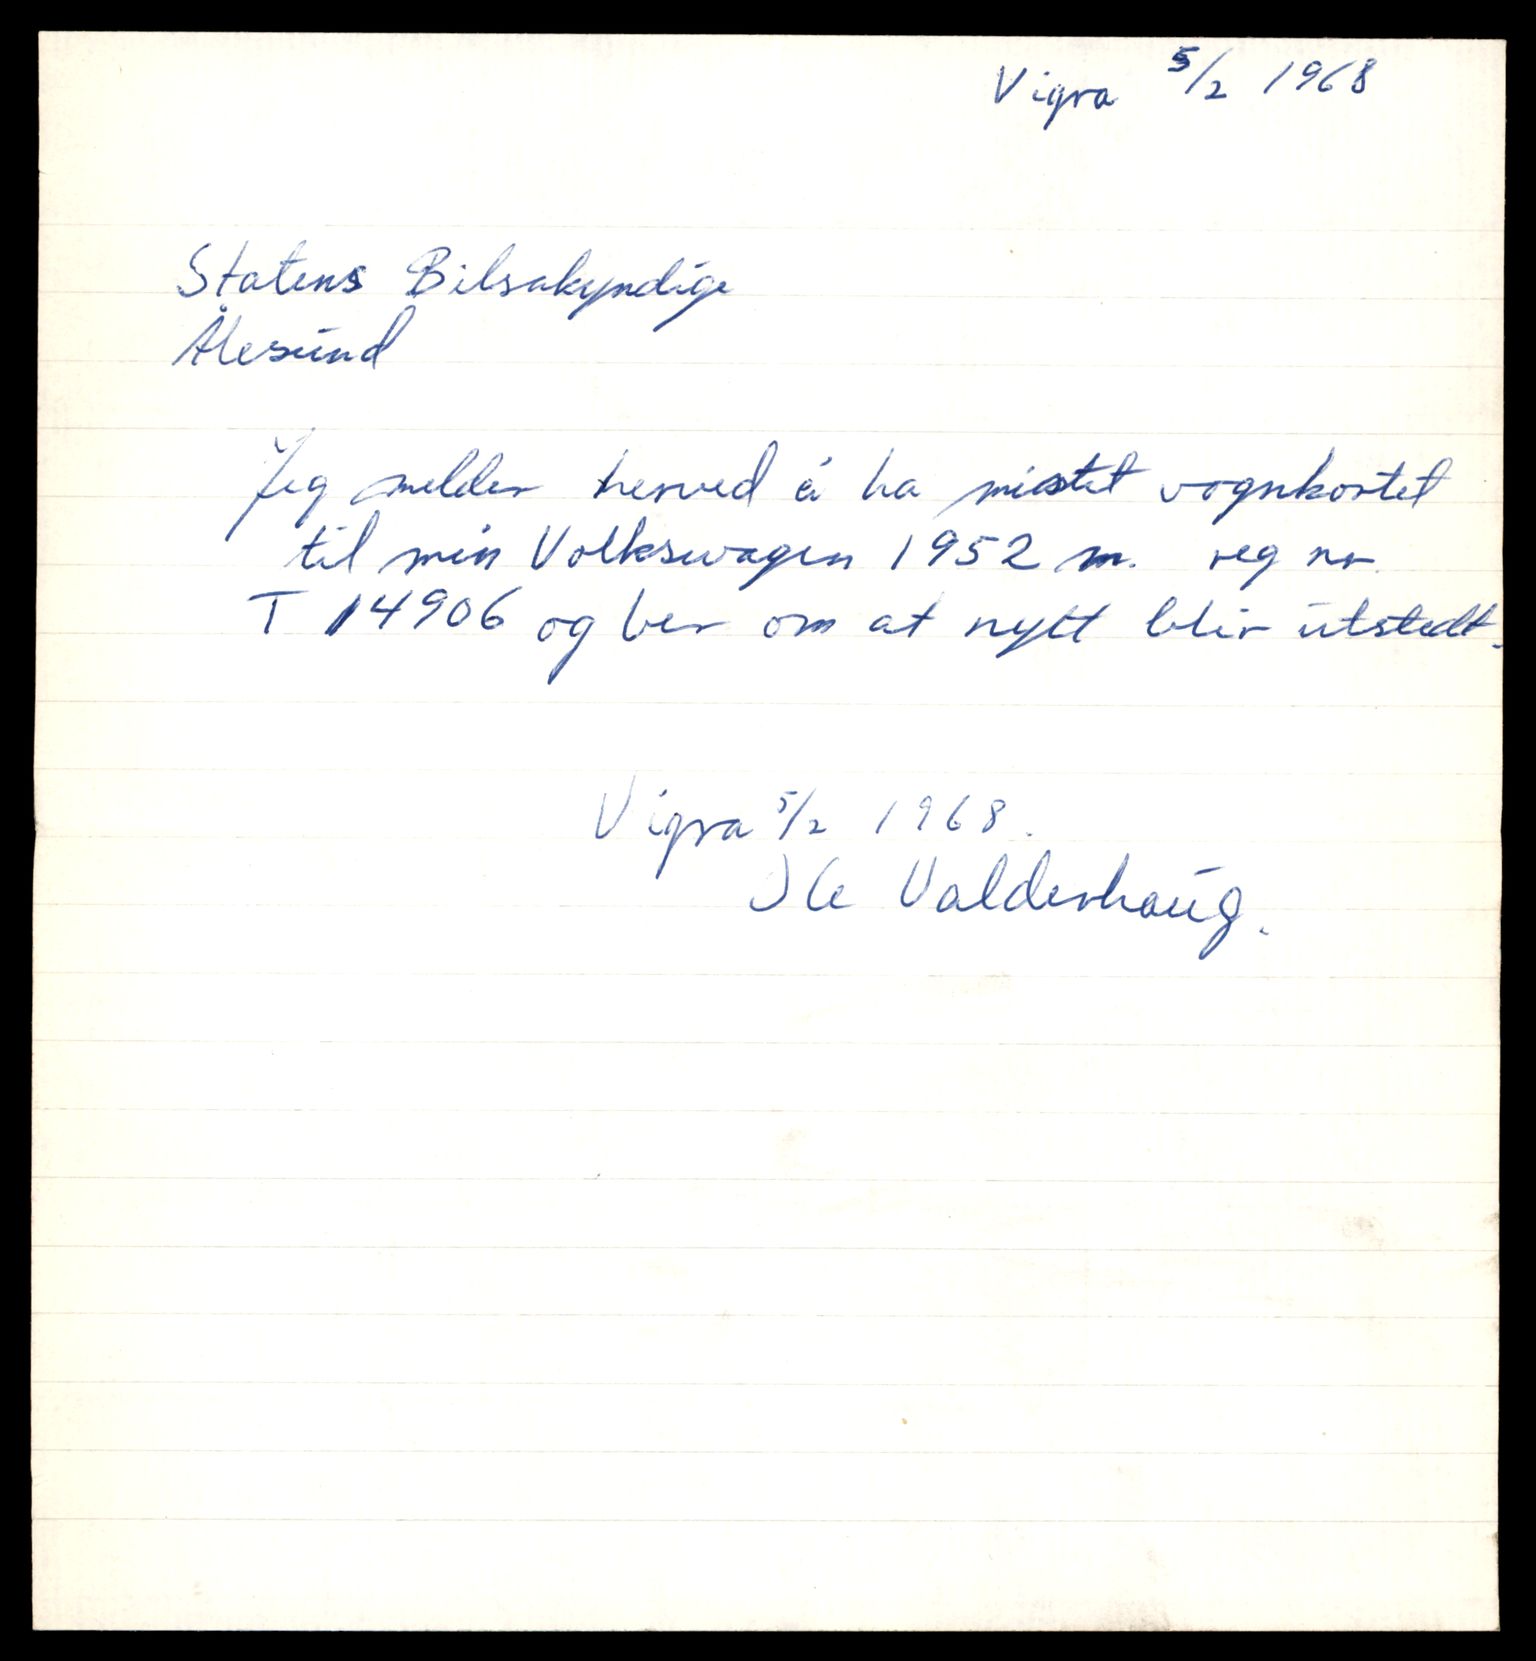 Vigra 5/2 1968
Statens Bilsakyndige
Ålesund
Jeg melder herved å ha mistet vognkortet
til min Volkswagen 1952 m. reg nr.
T 14906 og ber om at nytt blir utstedt.
Vigra 5/2 1968.
Valderhaug.